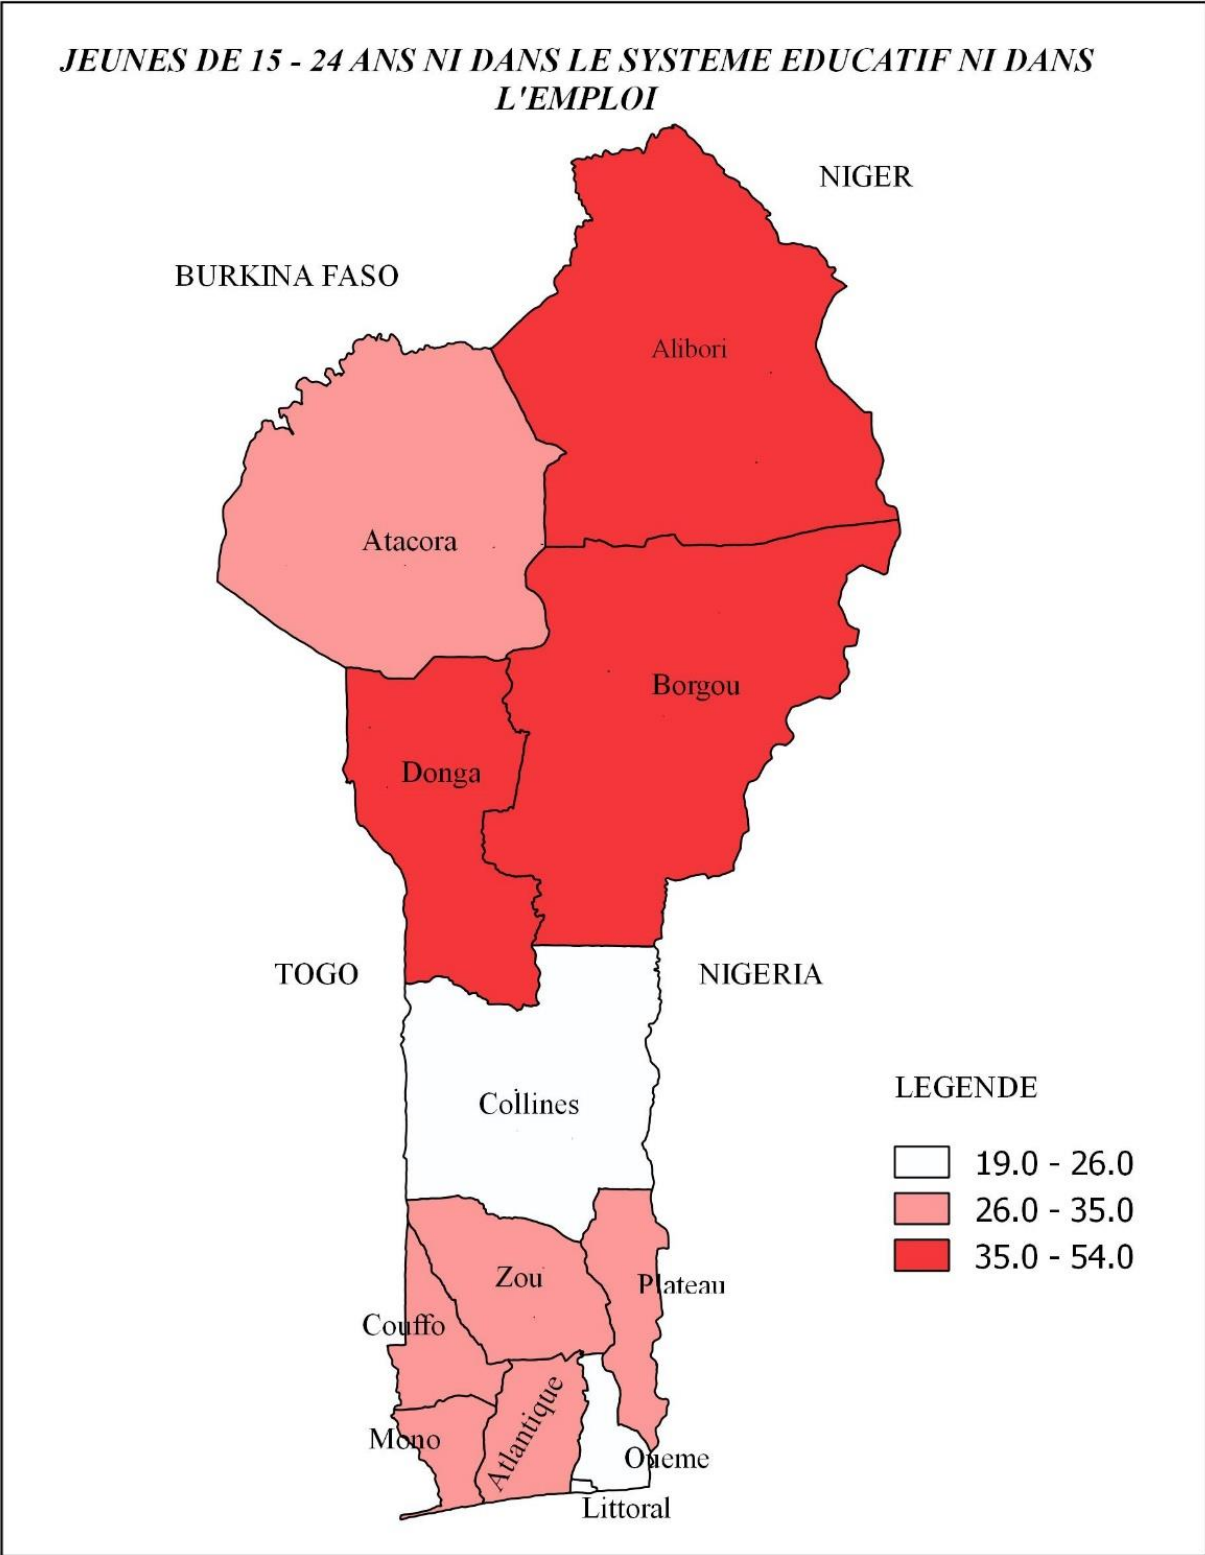 JEUNES DE 15 - 24 ANS NI DANS LE SYSTEME EDUCATIF NI DANS
L'EMPLOI
NIGER
BURKINA FASO
Alibori
Atacora
Borgou
Donga
TOGO
NIGERIA
Collines
LEGENDE
19.0 - 26.0
26.0 - 35.0
35.0 - 54.0
Zou
Plateau
Couffo
Atlantique
Mono
Oueme
Littoral